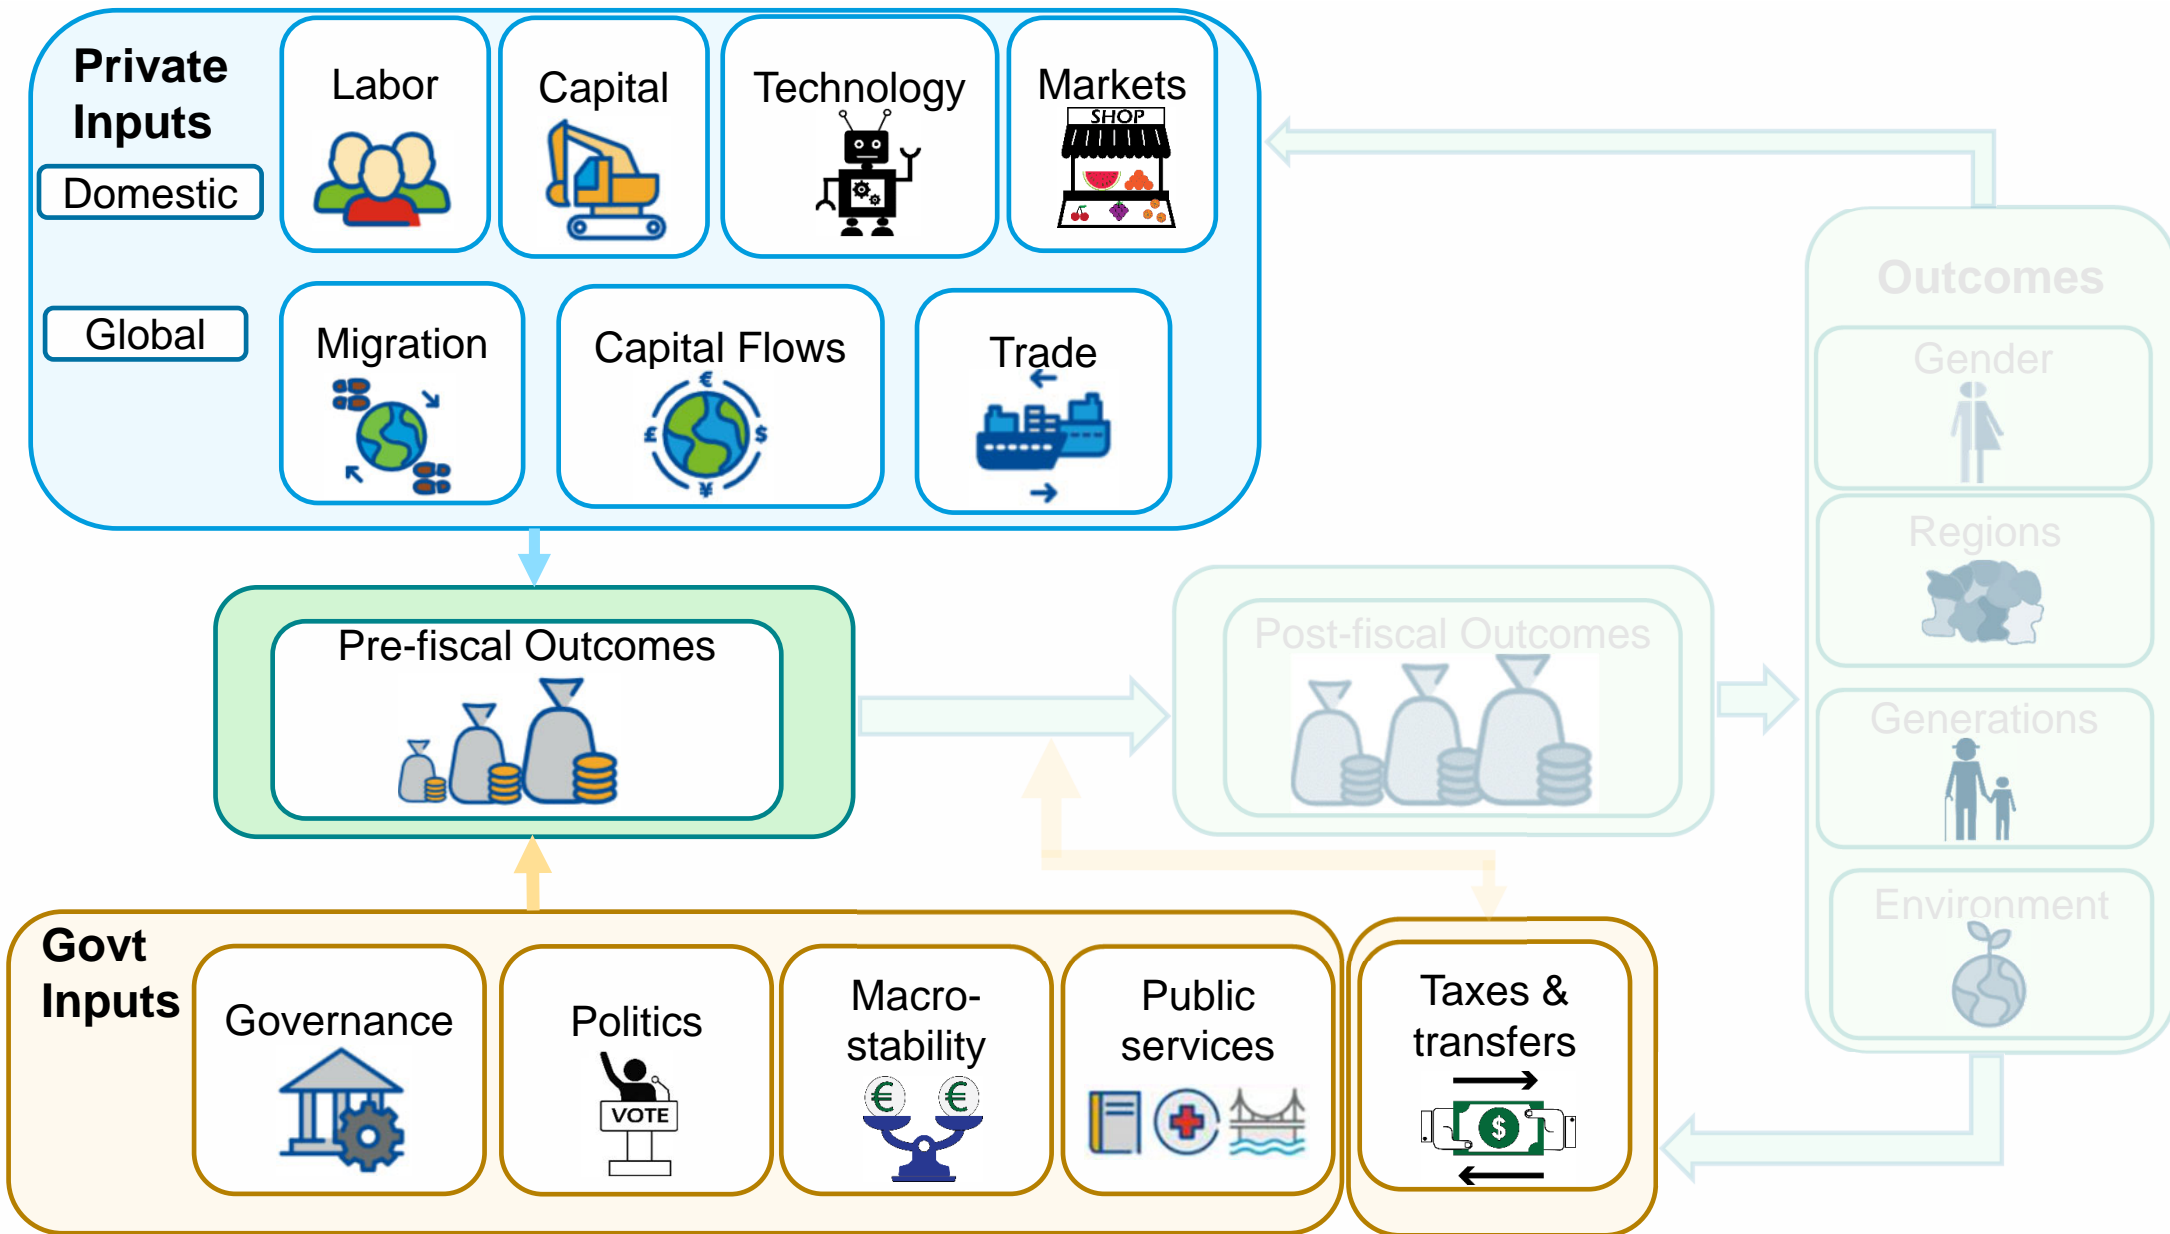 Private
Inputs
Domestic
Labor
Capital
Technology
Markets
SHOP
Global
Migration
Capital Flows
€
£
$
¥
Trade
Pre-fiscal Outcomes
Post-fiscal Outcomes
Outcomes
Gender
Regions
Generations
Environment
Govt
Inputs
Governance
Politics
VOTE
Macro-
stability
€ €
Public
services
Taxes &
transfers
$